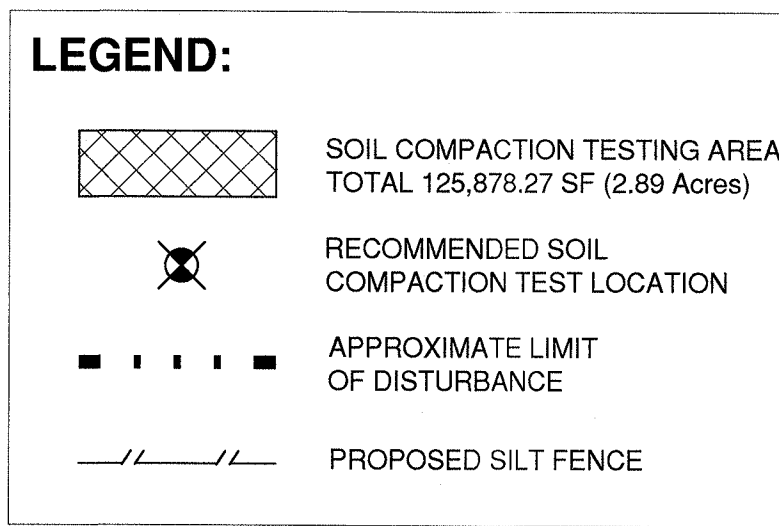 LEGEND:
SOIL COMPACTION TESTING AREA
TOTAL 125,878.27 SF (2.89 Acres)
RECOMMENDED SOIL
COMPACTION TEST LOCATION
APPROXIMATE LIMIT
OF DISTURBANCE
PROPOSED SILT FENCE